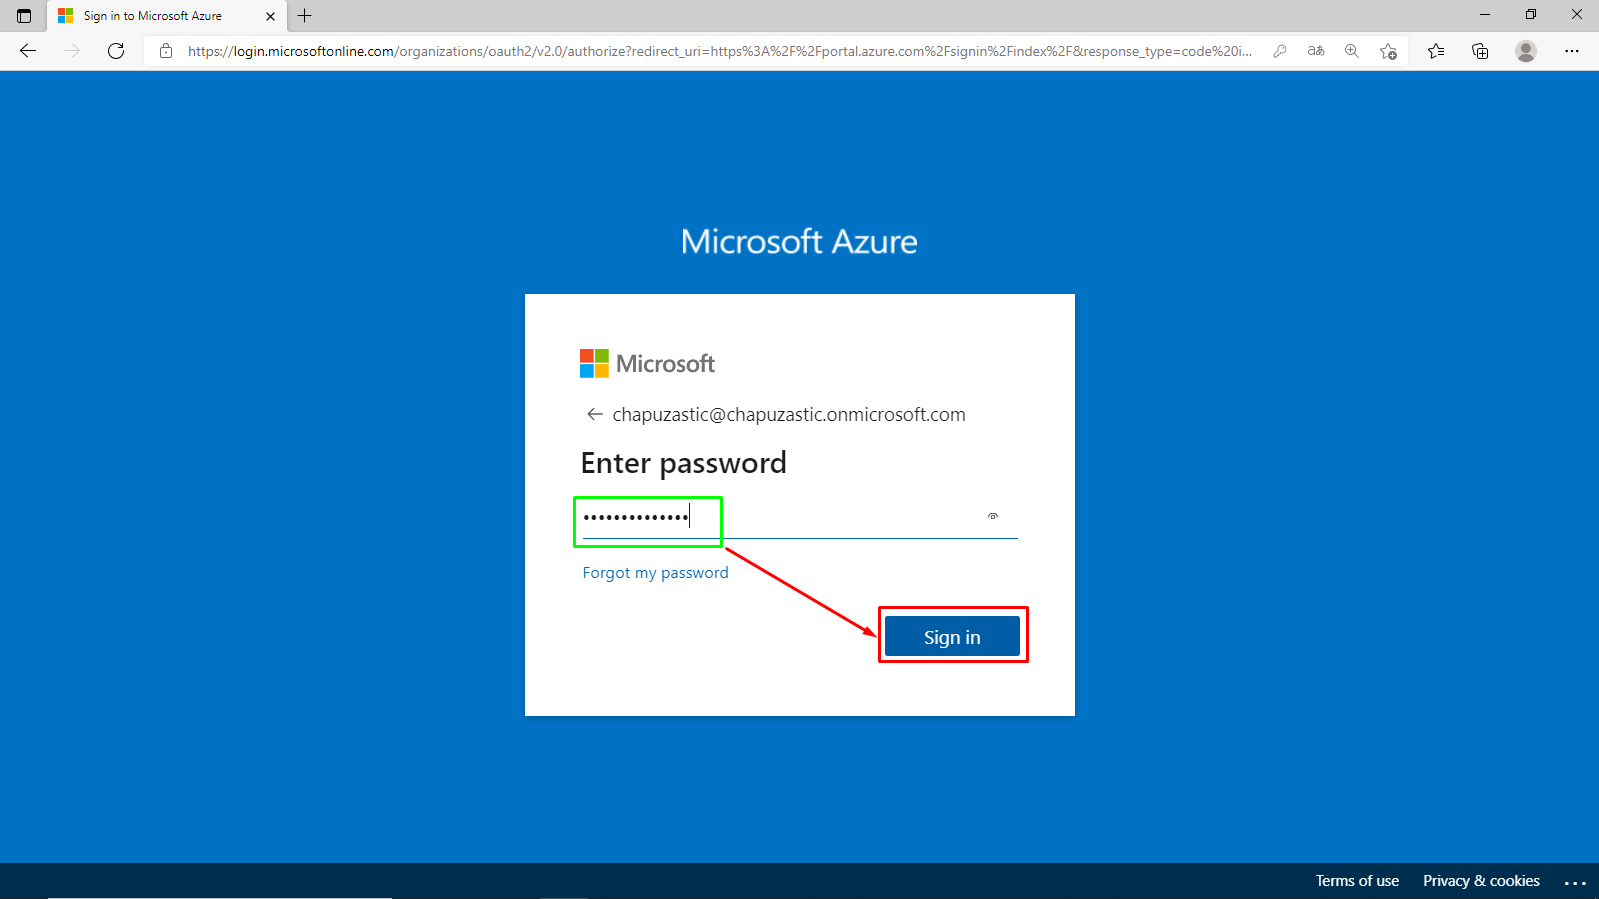 Sign in to Microsoft Azure
https://login.microsoftonline.com/organizations/oauth2/v2.0/authorize?redirect_uri=https%3A%2F%2Fportal.azure.com%2Fsignin%2Findex%2F&response_type=code%20i...
aあ
Microsoft Azure
Microsoft
chapuzastic@chapuzastic.onmicrosoft.com
Enter password
••••••••••••••
Forgot my password
Sign in
Terms of use Privacy & cookies ...